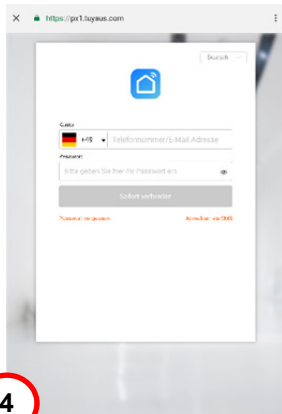 https://px1.tuyaus.com
Deutsch
Konto
+49 Telefonnummer/E-Mail-Adresse
Passwort
Bitte geben Sie hier Ihr Passwort ein
Sofort verbinden
Passwort vergessen
Anmelden via SMS
4